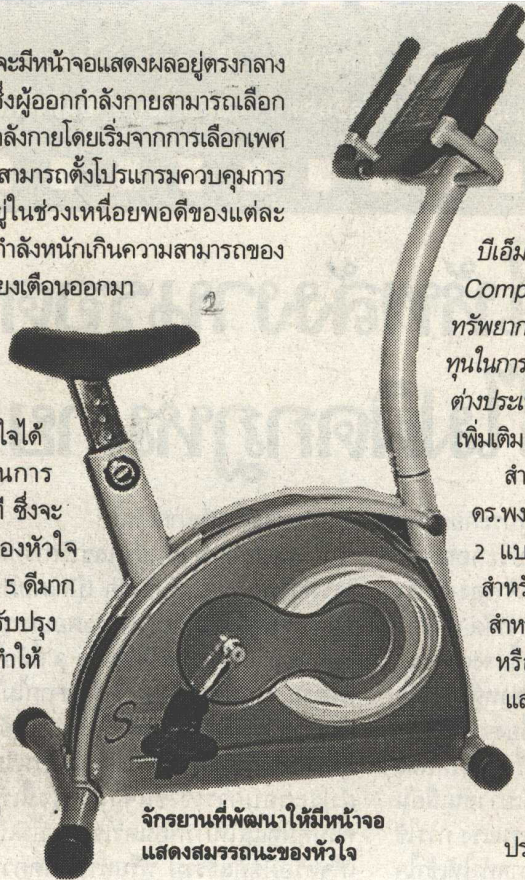 จะมีหน้าจอแสดงผลอยู่ตรงกลาง
ซึ่งผู้ออกกำลังกายสามารถเลือก
กำลังกายโดยเริ่มจากการเลือกเพศ
สามารถตั้งโปรแกรมควบคุมการ
ยู่ในช่วงเหนื่อยพอดีของแต่ละ
กำลังหนักเกินความสามารถของ
ยงเตือนออกมา
2
ใจได้
นการ
ที ซึ่งจะ
องหัวใจ
5 ดีมาก
รับปรุง
ทำให้
บีเอ็ม
Comp
ทรัพยาก
ทุนในการ
ต่างประเ
เพิ่มเติม
สำ
ดร.พง
2 แบ
สำหรั
สำห
หรือ
แล
ประ
S
จักรยานที่พัฒนาให้มีหน้าจอ
แสดงสมรรถนะของหัวใจ